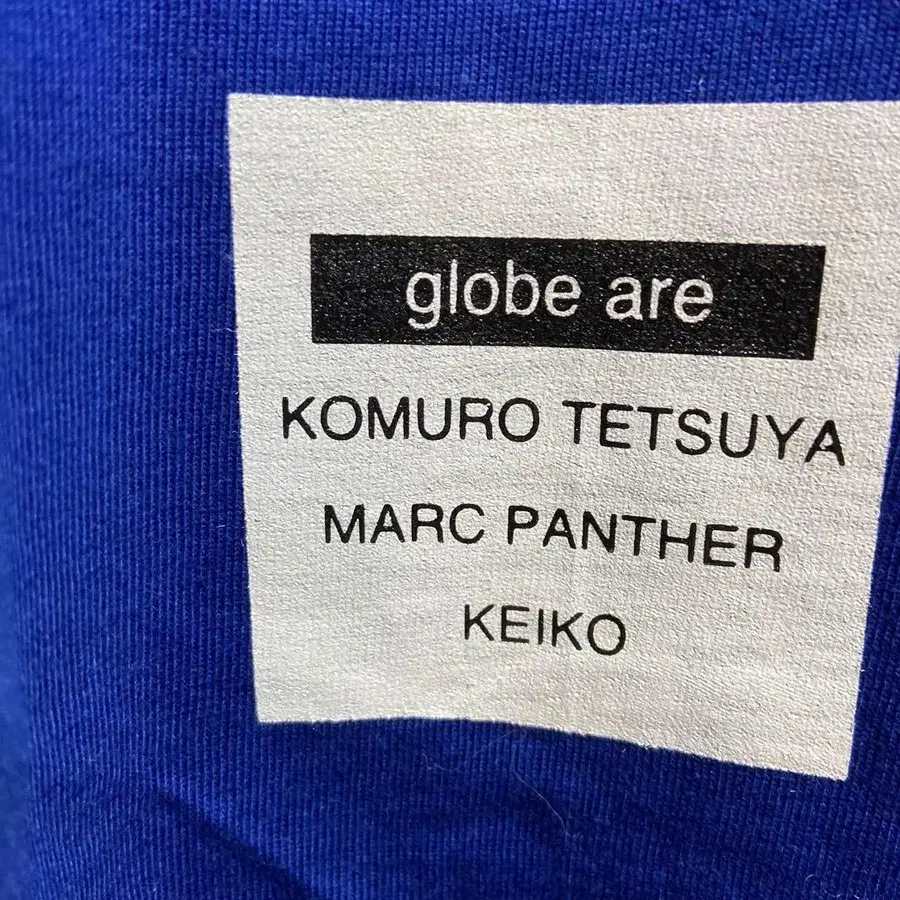 globe are
KOMURO TETSUYA
MARC PANTHER
KEIKO